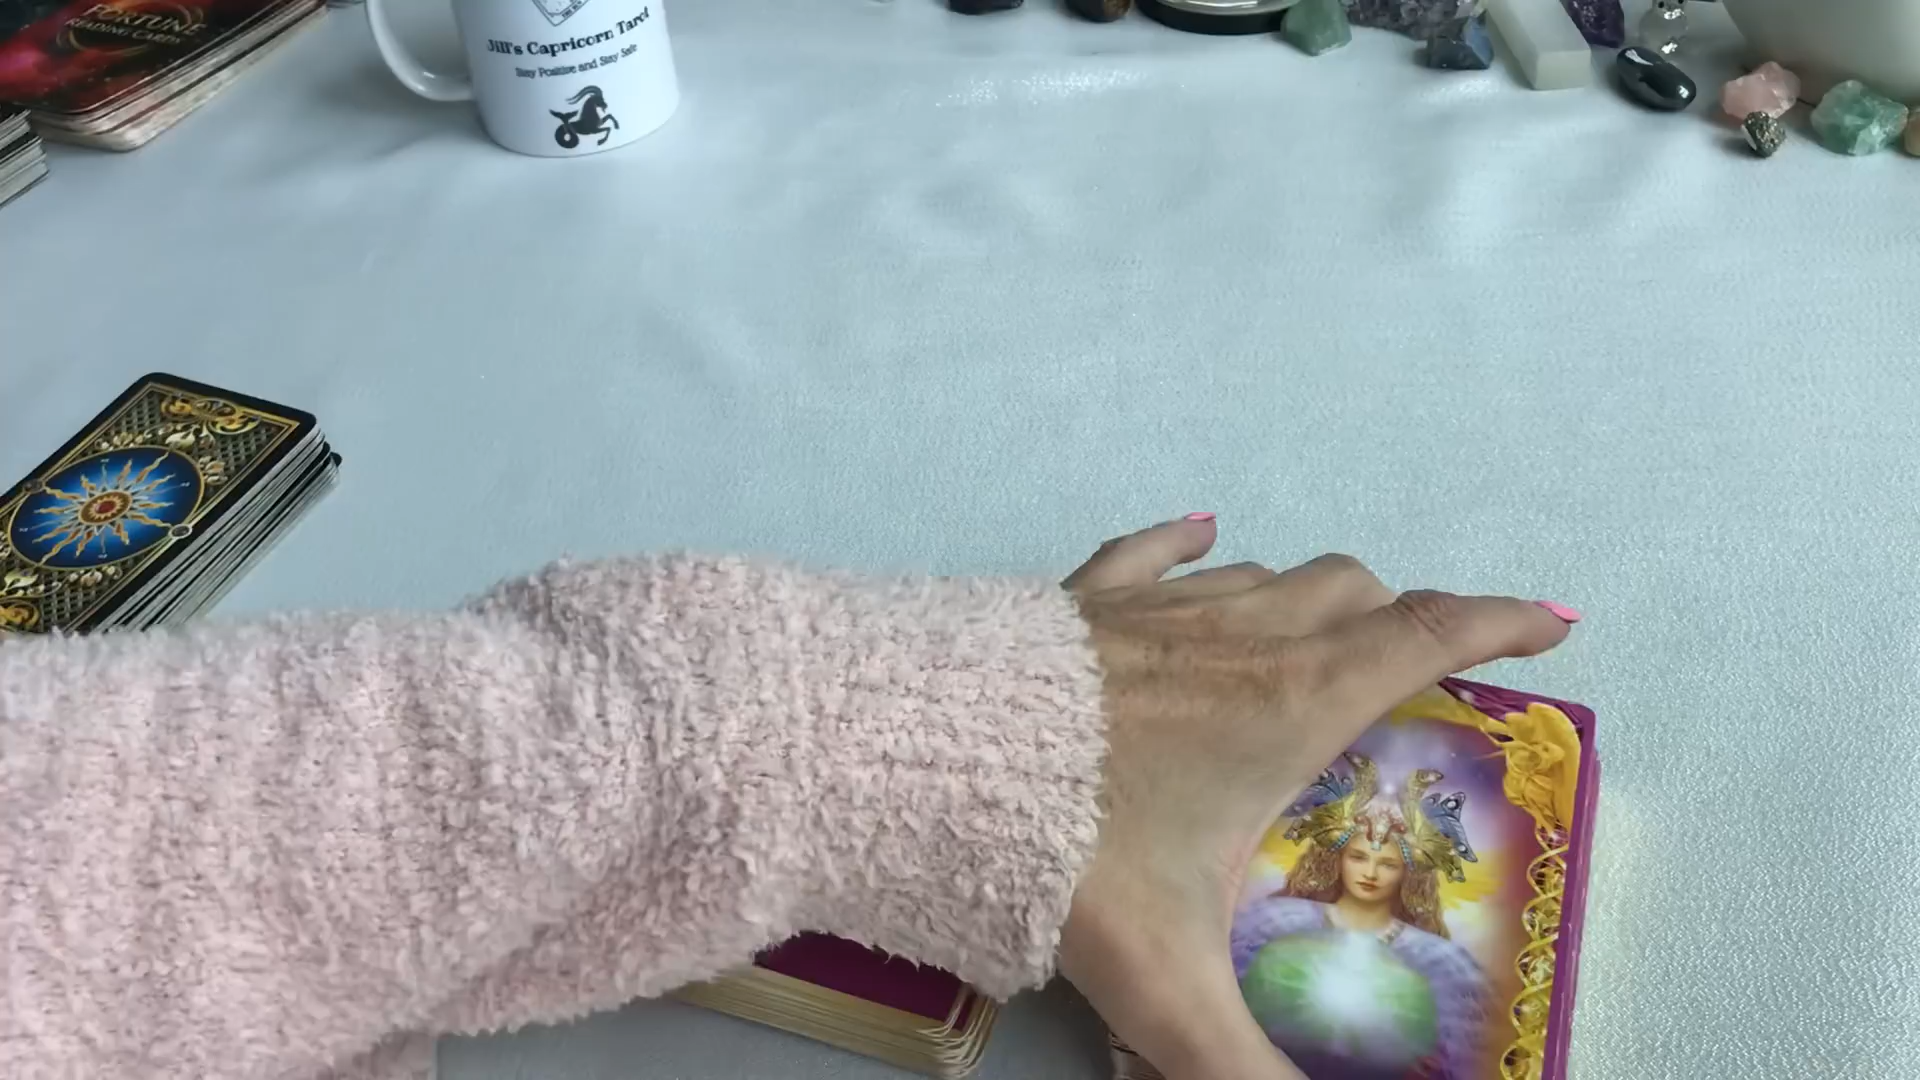 FORTUNE
READING CARDS
Jill's Capricorn Tarot
Stay Positive and Stay Safe